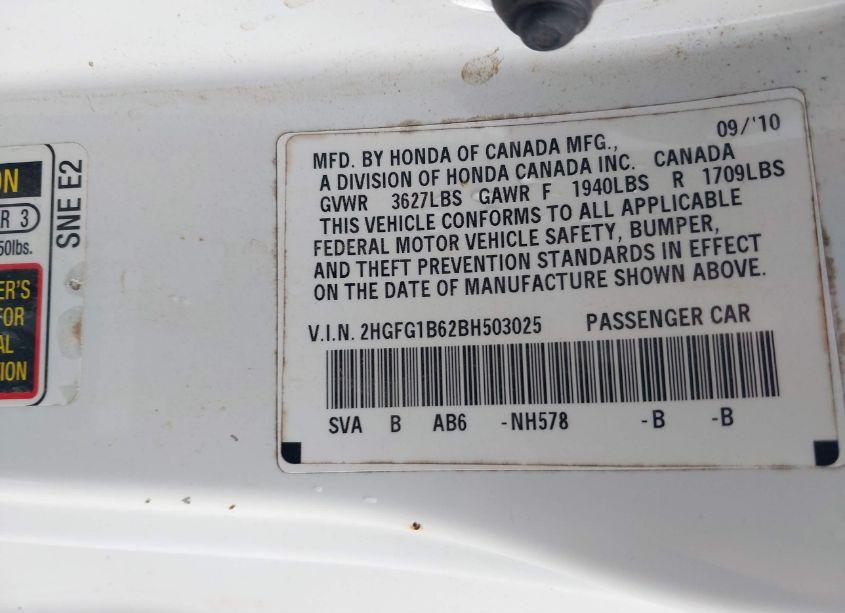 ON
R 3
50lbs.
ER'S
FOR
AL
TION
SNE E2
09/'10
MFD. BY HONDA OF CANADA MFG.,
A DIVISION OF HONDA CANADA INC. CANADA
GVWR 3627LBS GAWR F 1940LBS R 1709LBS
THIS VEHICLE CONFORMS TO ALL APPLICABLE
FEDERAL MOTOR VEHICLE SAFETY, BUMPER,
AND THEFT PREVENTION STANDARDS IN EFFECT
ON THE DATE OF MANUFACTURE SHOWN ABOVE.
V.I.N. 2HGFG1B62BH503025 PASSENGER CAR
SVA B AB6 -NH578 -B -B